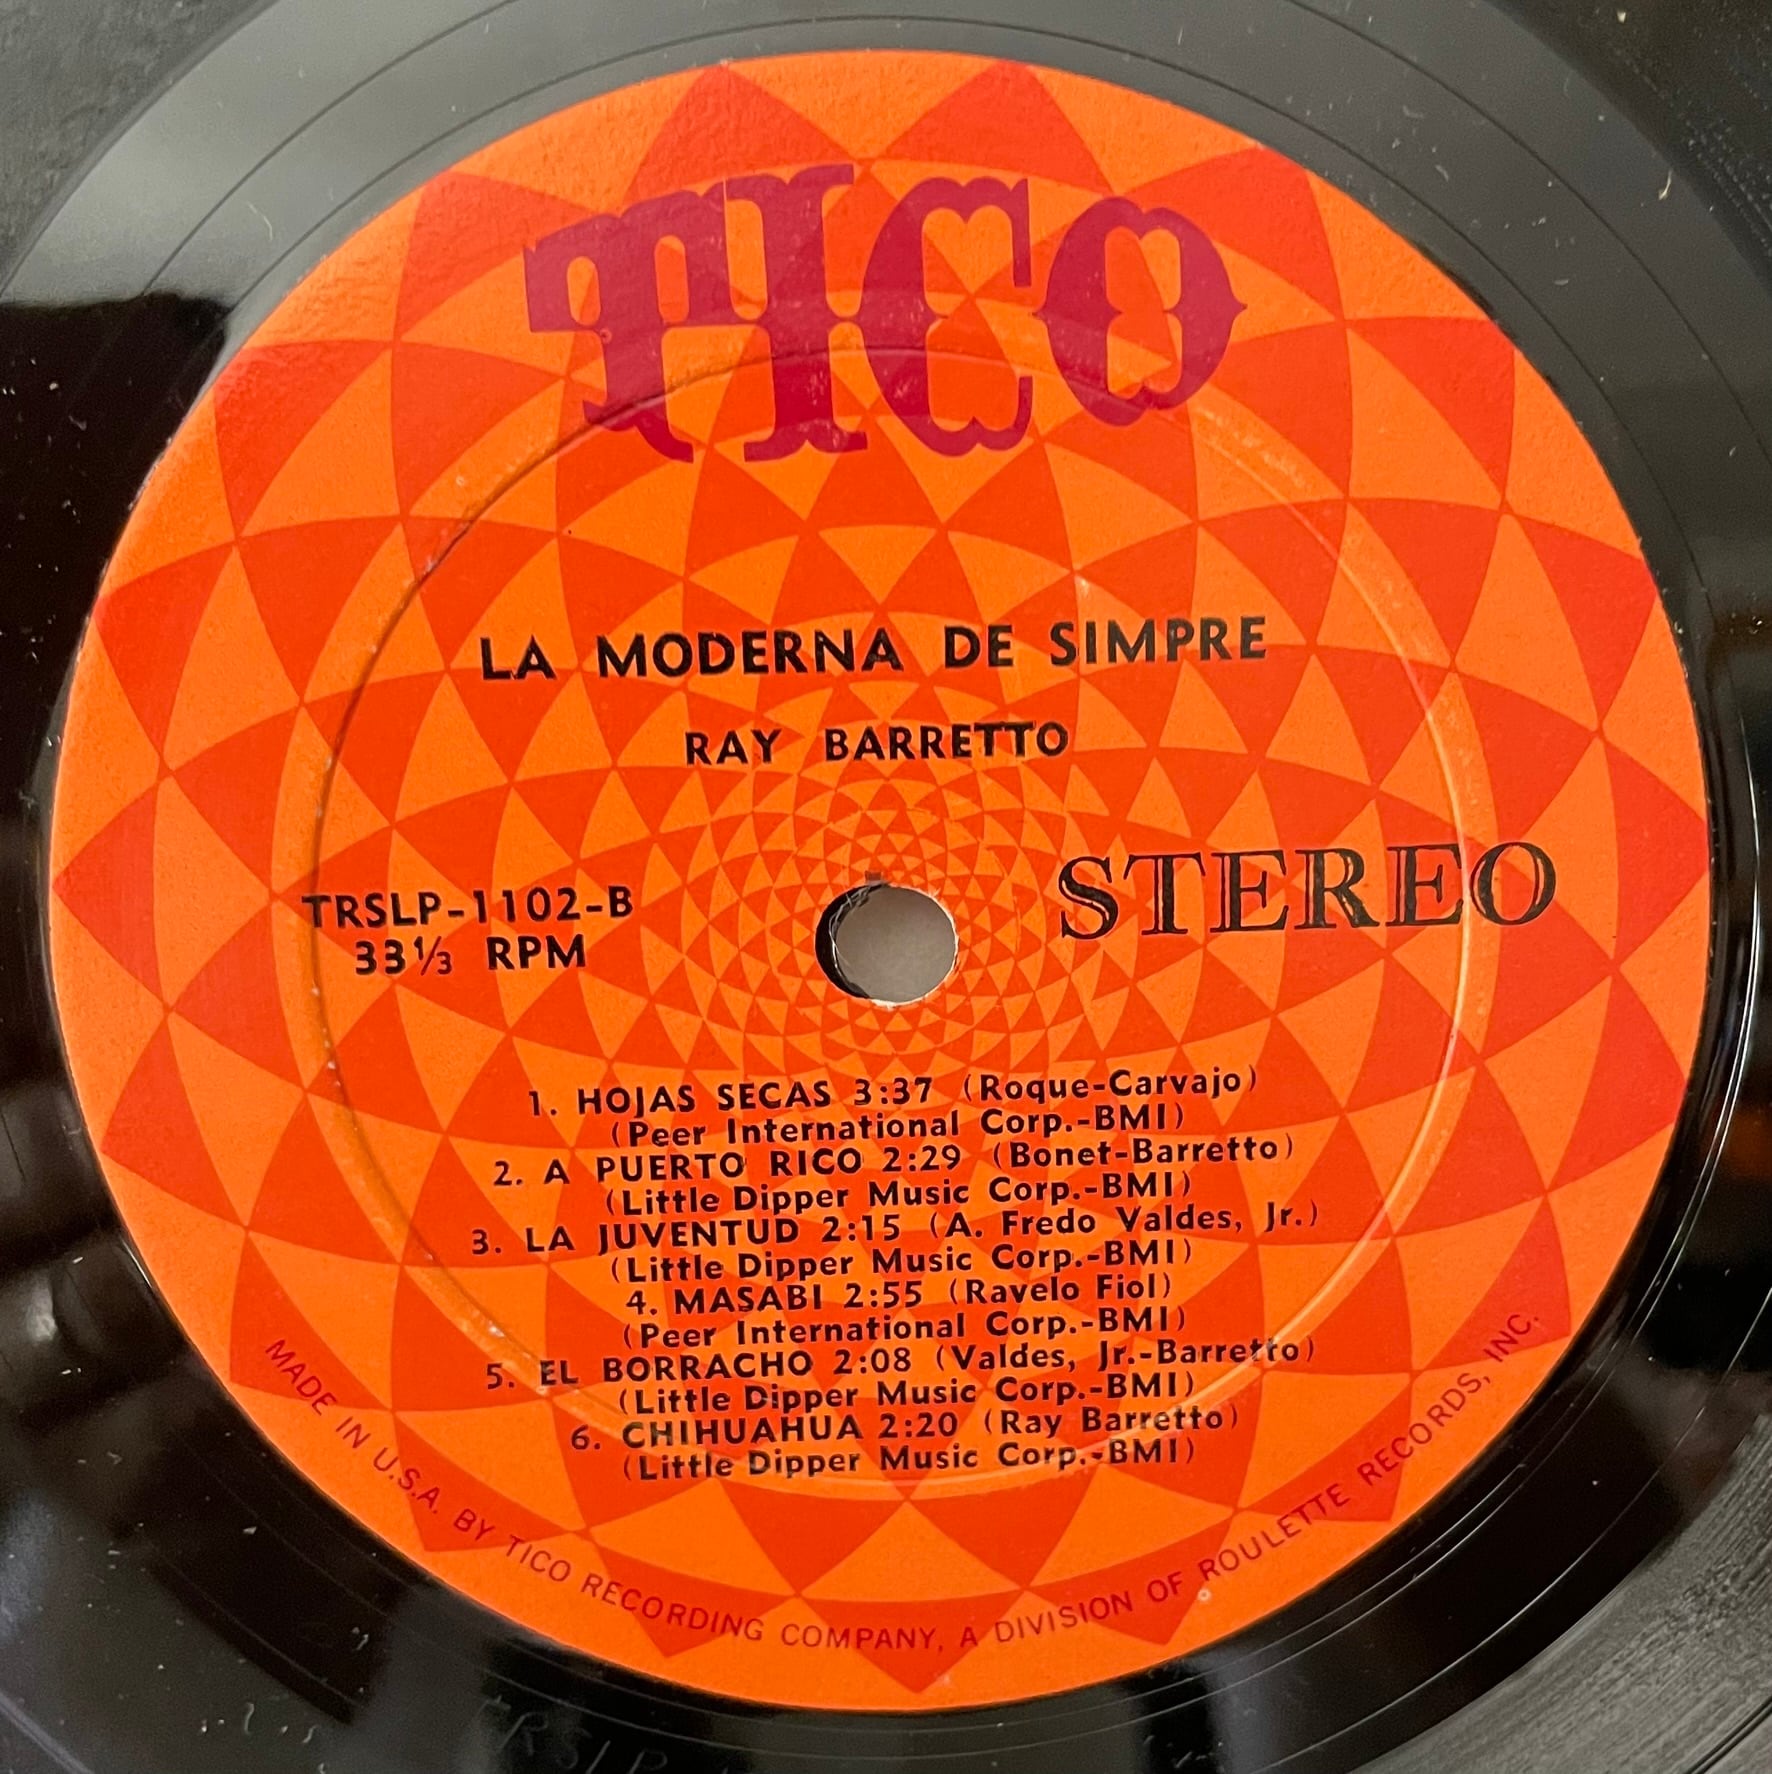 TICO
LA MODERNA DE SIMPRE
RAY BARRETTO
TRSLP-1102-B
33⅓ RPM
STEREO
1. HOJAS SECAS 3:37 (Roque-Carvajo)
(Peer International Corp.-BMI)
2. A PUERTO RICO 2:29 (Bonet-Barretto)
(Little Dipper Music Corp.-BMI)
3. LA JUVENTUD 2:15 (A. Fredo Valdes, Jr.)
(Little Dipper Music Corp.-BMI)
4. MASABI 2:55 (Ravelo Fiol)
(Peer International Corp.-BMI)
5. EL BORRACHO 2:08 (Valdes, Jr.-Barretto)
(Little Dipper Music Corp.-BMI)
6. CHIHUAHUA 2:20 (Ray Barretto)
(Little Dipper Music Corp.-BMI)
MADE IN U.S.A. BY TICO RECORDING COMPANY, A DIVISION OF ROULETTE RECORDS, INC.
TRSLP